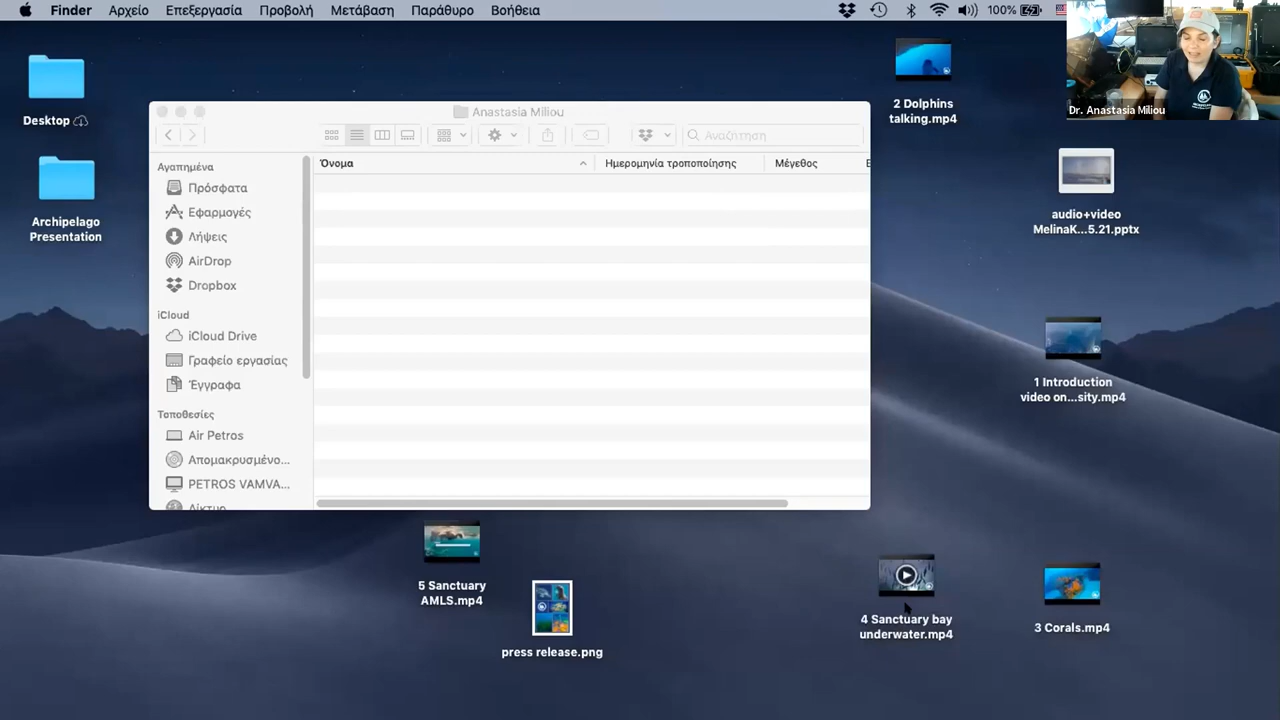 Finder Αρχείο Επεξεργασία Προβολή Μετάβαση Παράθυρο Βοήθεια
100%
Dr. Anastasia Miliou
Desktop
Archipelago
Presentation
Anastasia Miliou
Αναζήτηση
Όνομα Ημερομηνία τροποποίησης Μέγεθος
Αγαπημένα
Πρόσφατα
Εφαρμογές
Λήψεις
AirDrop
Dropbox
iCloud
iCloud Drive
Γραφείο εργασίας
Έγγραφα
Τοποθεσίες
Air Petros
Απομακρυσμένο...
PETROS VAMVA...
Δίκτυο
2 Dolphins
talking.mp4
audio+video
MelinaK...5.21.pptx
1 Introduction
video on...sity.mp4
5 Sanctuary
AMLS.mp4
press release.png
4 Sanctuary bay
underwater.mp4
3 Corals.mp4